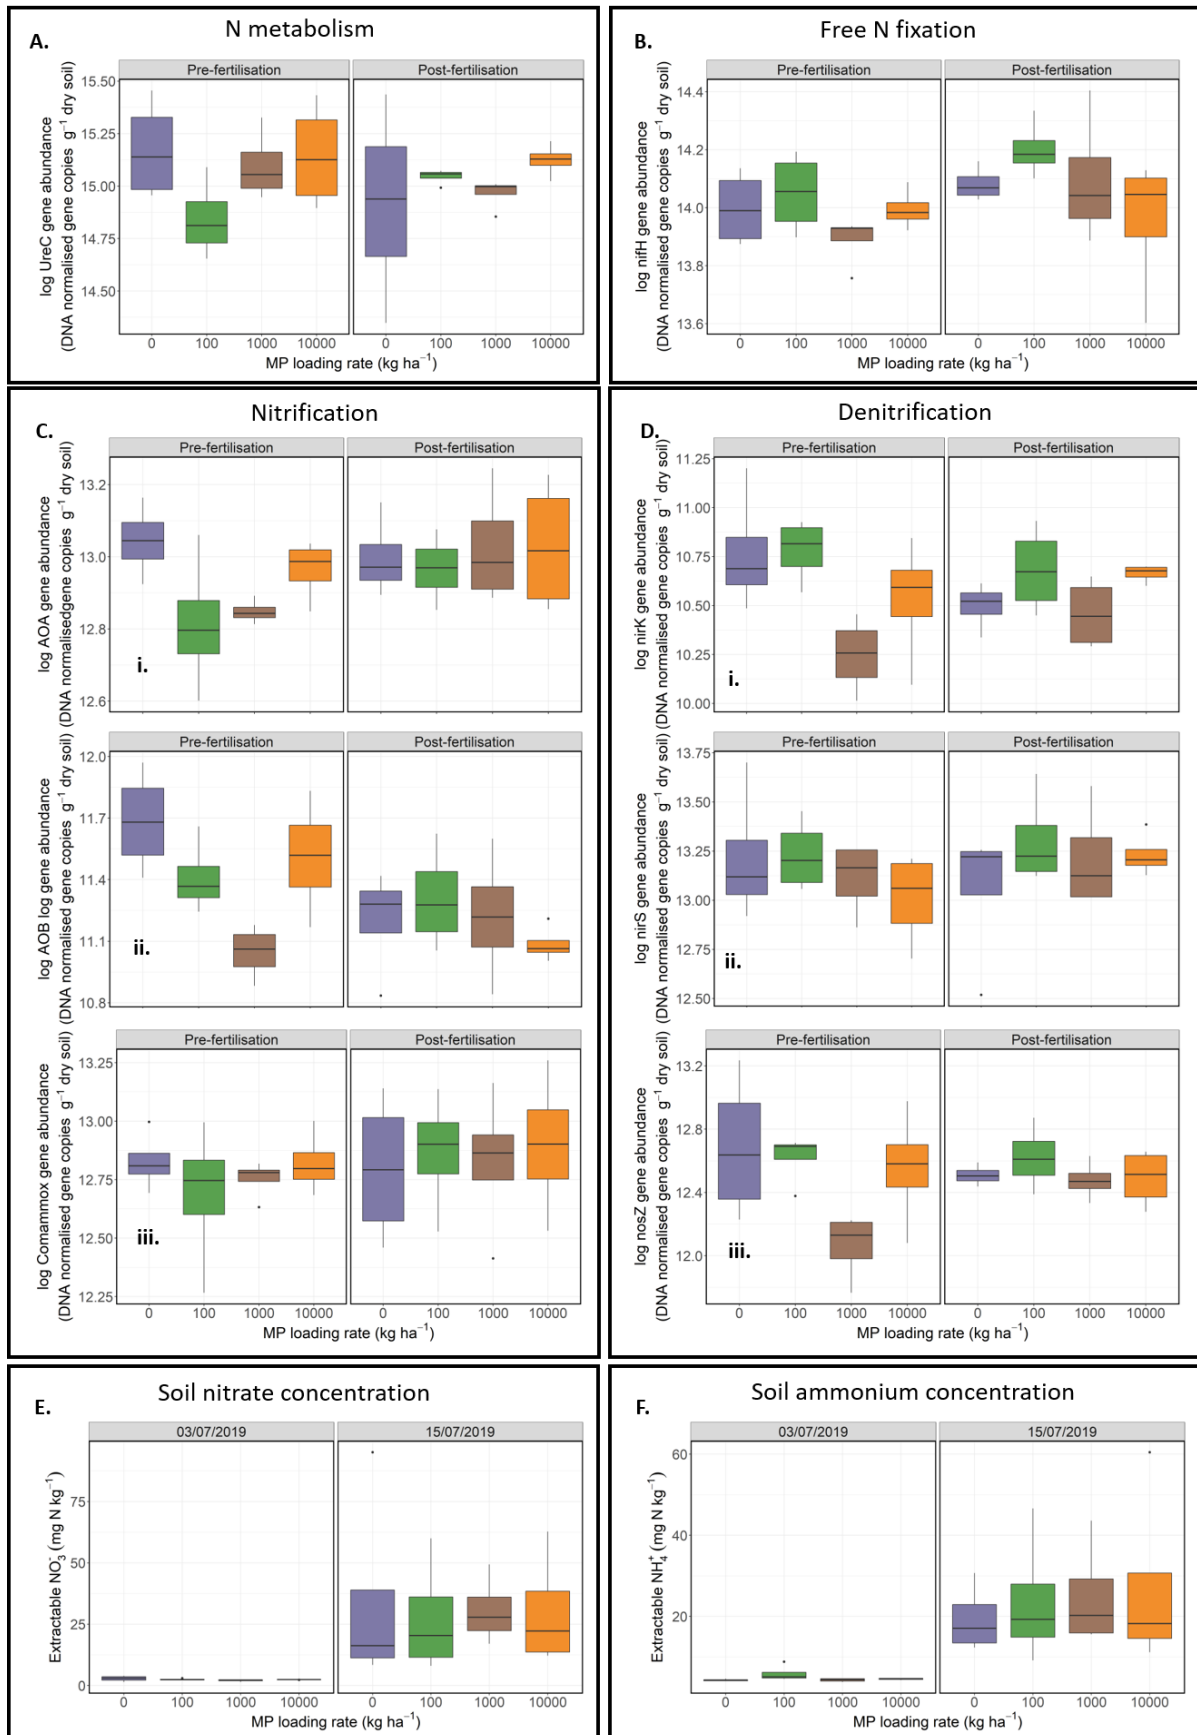 A.
N metabolism
Pre-fertilisation
Post-fertilisation
log UreC gene abundance
(DNA normalised gene copies g⁻¹ dry soil)
15.50
15.25
15.00
14.75
14.50
0 100 1000 10000 0 100 1000 10000
MP loading rate (kg ha⁻¹)
B.
Free N fixation
Pre-fertilisation
Post-fertilisation
log nifH gene abundance
(DNA normalised gene copies g⁻¹ dry soil)
14.4
14.2
14.0
13.8
13.6
0 100 1000 10000 0 100 1000 10000
MP loading rate (kg ha⁻¹)
C.
Nitrification
Pre-fertilisation
Post-fertilisation
log AOA gene abundance
(DNA normalisedgene copies g⁻¹ dry soil)
13.2
13.0
12.8
12.6
i.
Pre-fertilisation
Post-fertilisation
log AOB log gene abundance
(DNA normalised gene copies g⁻¹ dry soil)
12.0
11.7
11.4
11.1
10.8
ii.
Pre-fertilisation
Post-fertilisation
log Comammox gene abundance
(DNA normalised gene copies g⁻¹ dry soil)
13.25
13.00
12.75
12.50
12.25
iii.
0 100 1000 10000 0 100 1000 10000
MP loading rate (kg ha⁻¹)
D.
Denitrification
Pre-fertilisation
Post-fertilisation
log nirK gene abundance
(DNA normalised gene copies g⁻¹ dry soil)
11.25
11.00
10.75
10.50
10.25
10.00
i.
Pre-fertilisation
Post-fertilisation
log nirS gene abundance
(DNA normalised gene copies g⁻¹ dry soil)
13.75
13.50
13.25
13.00
12.75
12.50
ii.
Pre-fertilisation
Post-fertilisation
log nosZ gene abundance
(DNA normalised gene copies g⁻¹ dry soil)
13.2
12.8
12.4
12.0
iii.
0 100 1000 10000 0 100 1000 10000
MP loading rate (kg ha⁻¹)
E.
Soil nitrate concentration
03/07/2019
15/07/2019
Extractable NO₃⁻ (mg N kg⁻¹)
75
50
25
0
0 100 1000 10000 0 100 1000 10000
MP loading rate (kg ha⁻¹)
F.
Soil ammonium concentration
03/07/2019
15/07/2019
Extractable NH₄⁺ (mg N kg⁻¹)
60
40
20
0 100 1000 10000 0 100 1000 10000
MP loading rate (kg ha⁻¹)